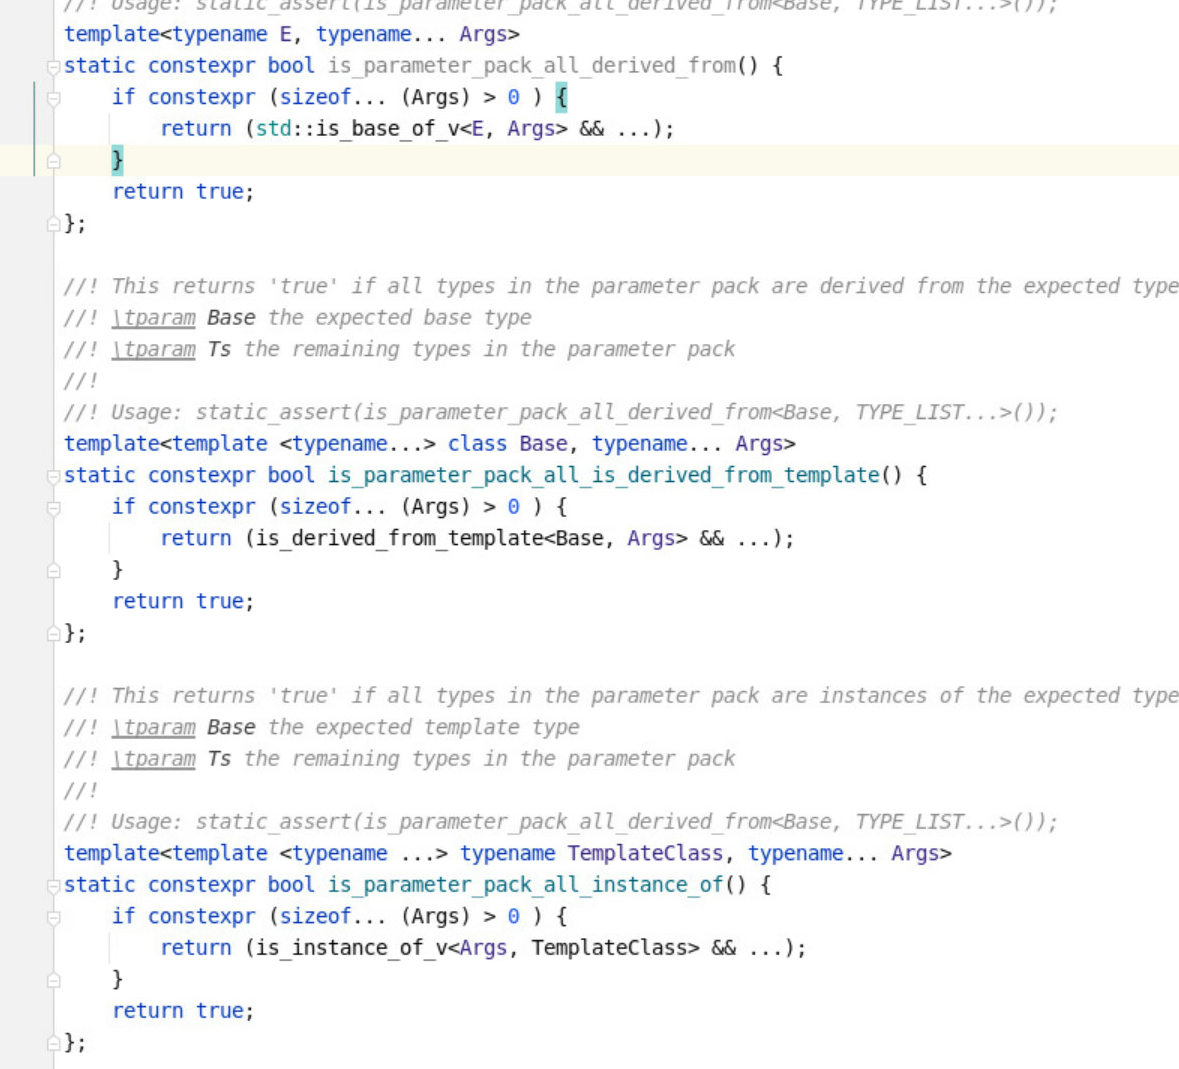 //! Usage: static_assert(is_parameter_pack_all_derived_from<Base, TYPE_LIST...>());
template<typename E, typename... Args>
static constexpr bool is_parameter_pack_all_derived_from() {
    if constexpr (sizeof... (Args) > 0 ) {
        return (std::is_base_of_v<E, Args> && ...);
    }
    return true;
};

//! This returns 'true' if all types in the parameter pack are derived from the expected type
//! \tparam Base the expected base type
//! \tparam Ts the remaining types in the parameter pack
//!
//! Usage: static_assert(is_parameter_pack_all_derived_from<Base, TYPE_LIST...>());
template<template <typename...> class Base, typename... Args>
static constexpr bool is_parameter_pack_all_is_derived_from_template() {
    if constexpr (sizeof... (Args) > 0 ) {
        return (is_derived_from_template<Base, Args> && ...);
    }
    return true;
};

//! This returns 'true' if all types in the parameter pack are instances of the expected type
//! \tparam Base the expected template type
//! \tparam Ts the remaining types in the parameter pack
//!
//! Usage: static_assert(is_parameter_pack_all_derived_from<Base, TYPE_LIST...>());
template<template <typename ...> typename TemplateClass, typename... Args>
static constexpr bool is_parameter_pack_all_instance_of() {
    if constexpr (sizeof... (Args) > 0 ) {
        return (is_instance_of_v<Args, TemplateClass> && ...);
    }
    return true;
};